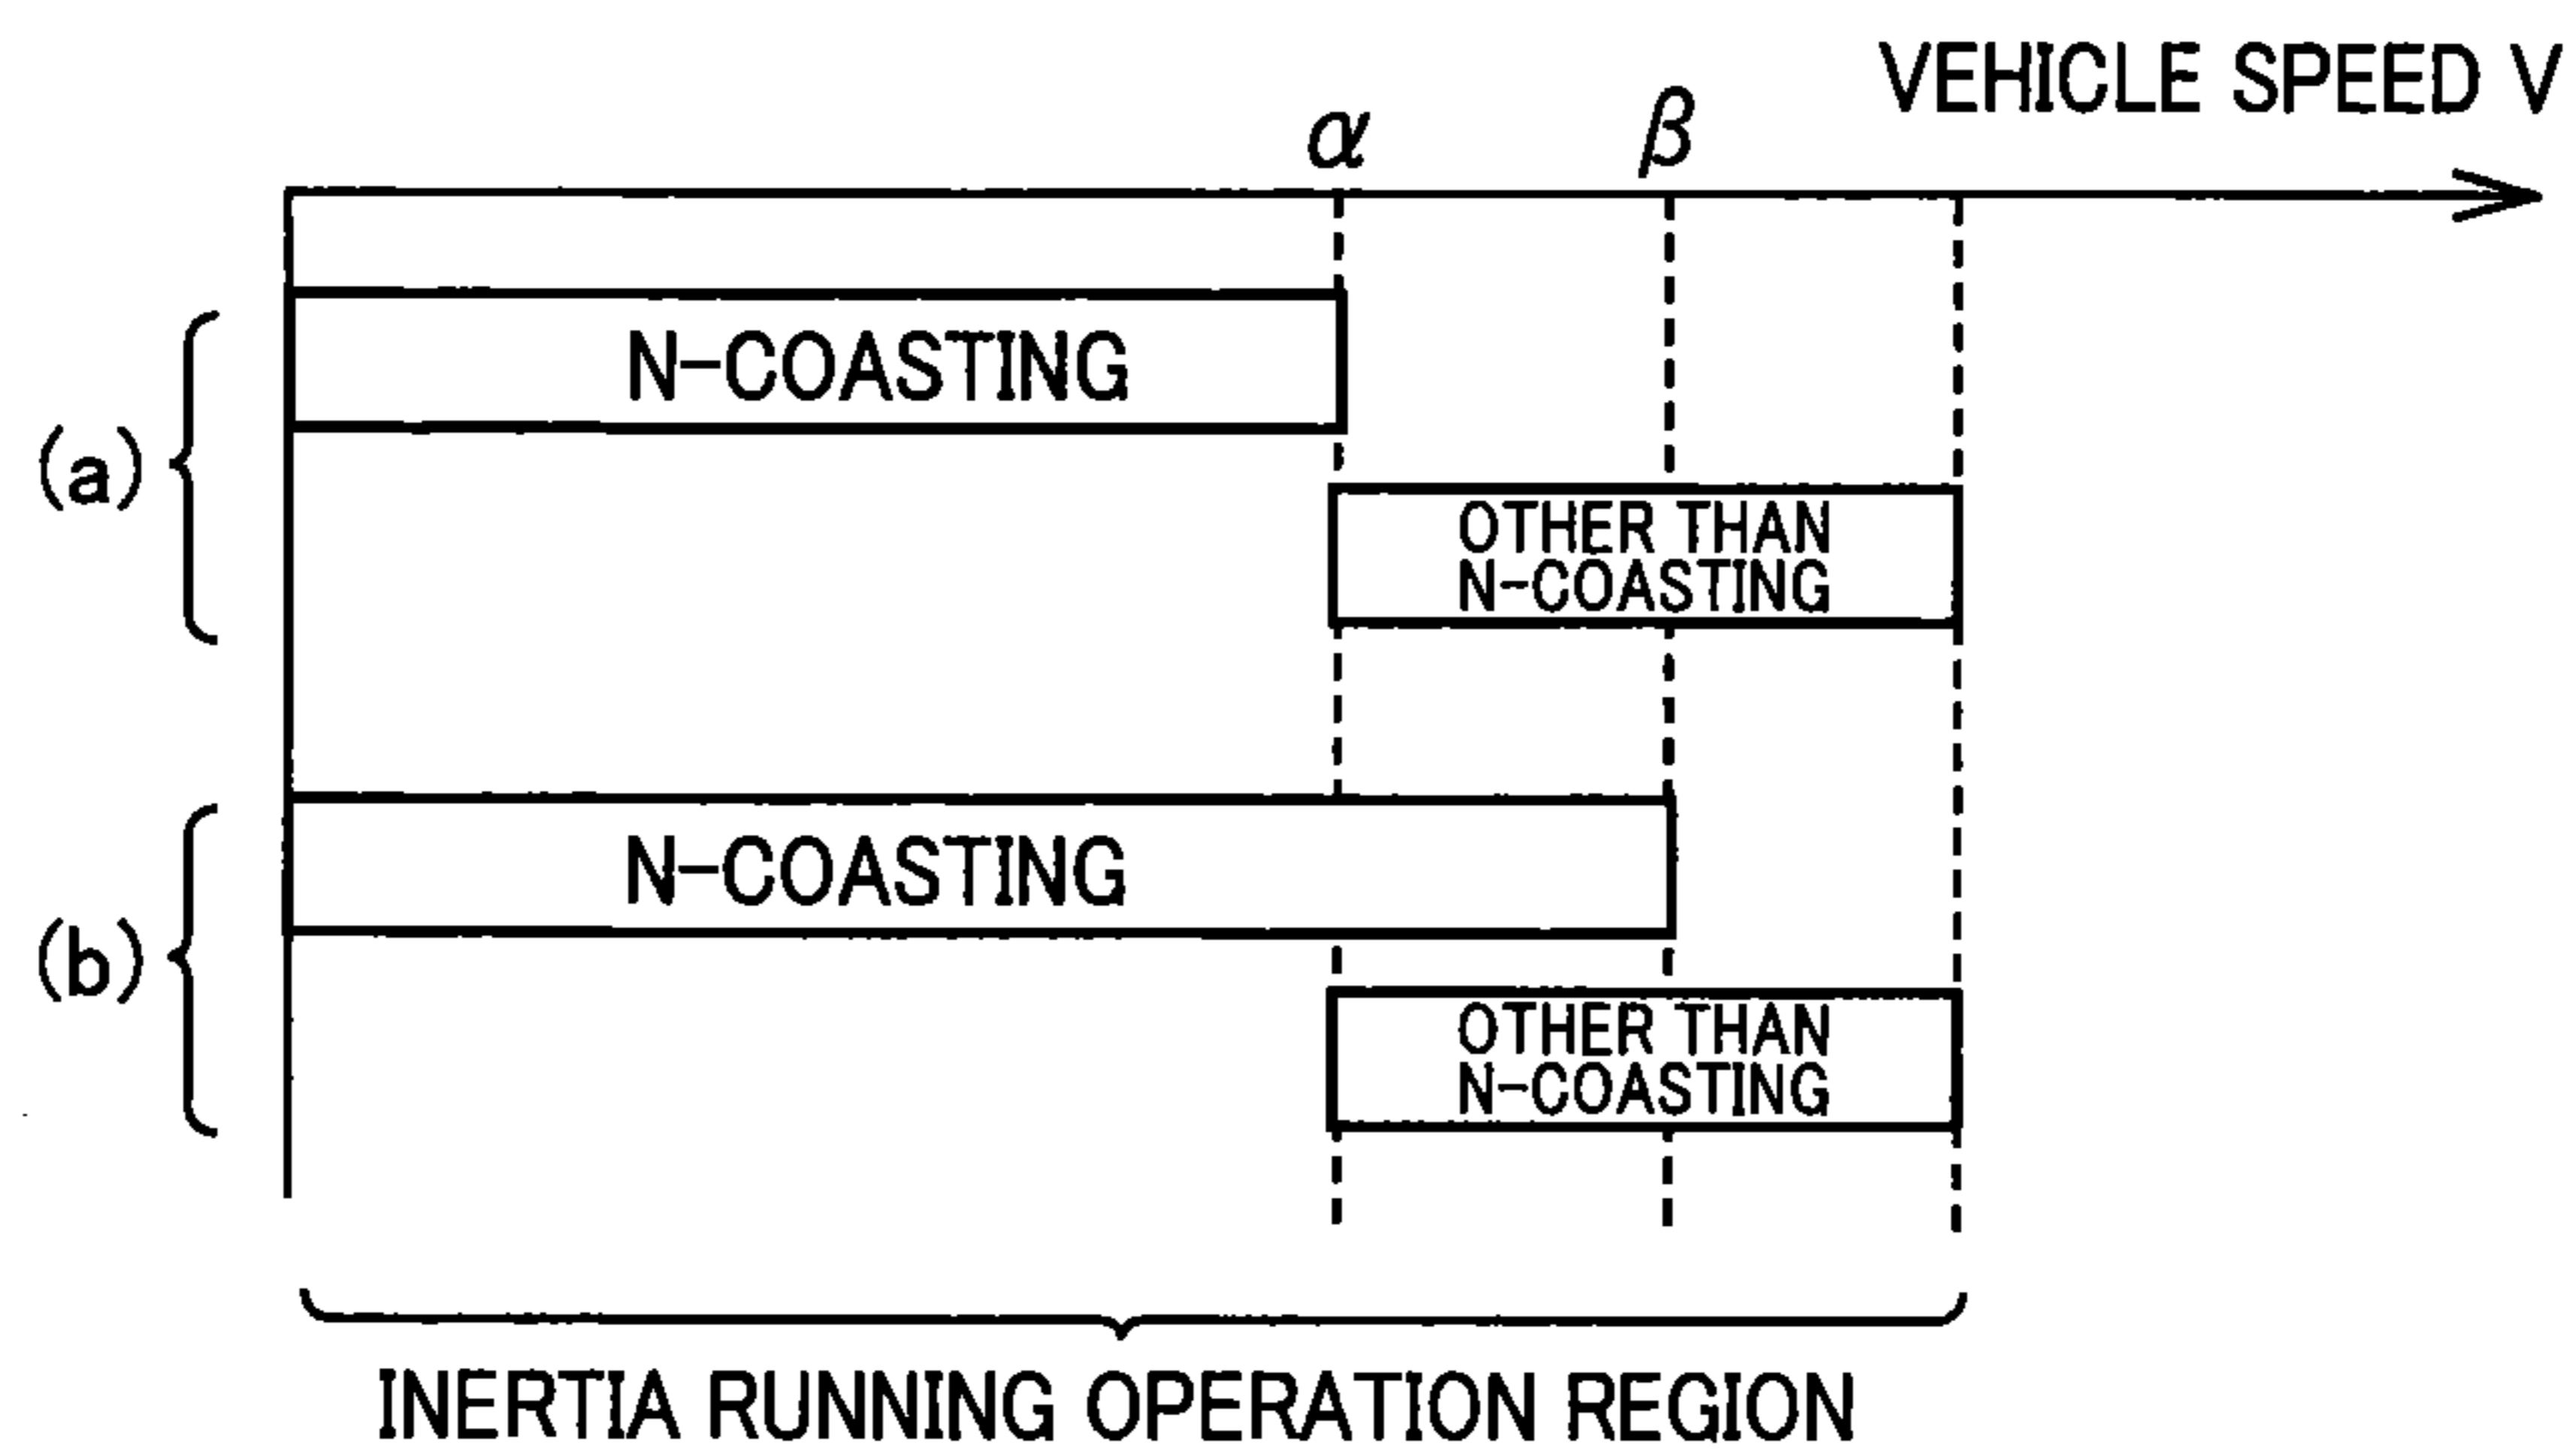 VEHICLE SPEED V
α
β
(a)
N-COASTING
OTHER THAN
N-COASTING
(b)
N-COASTING
OTHER THAN
N-COASTING
INERTIA RUNNING OPERATION REGION